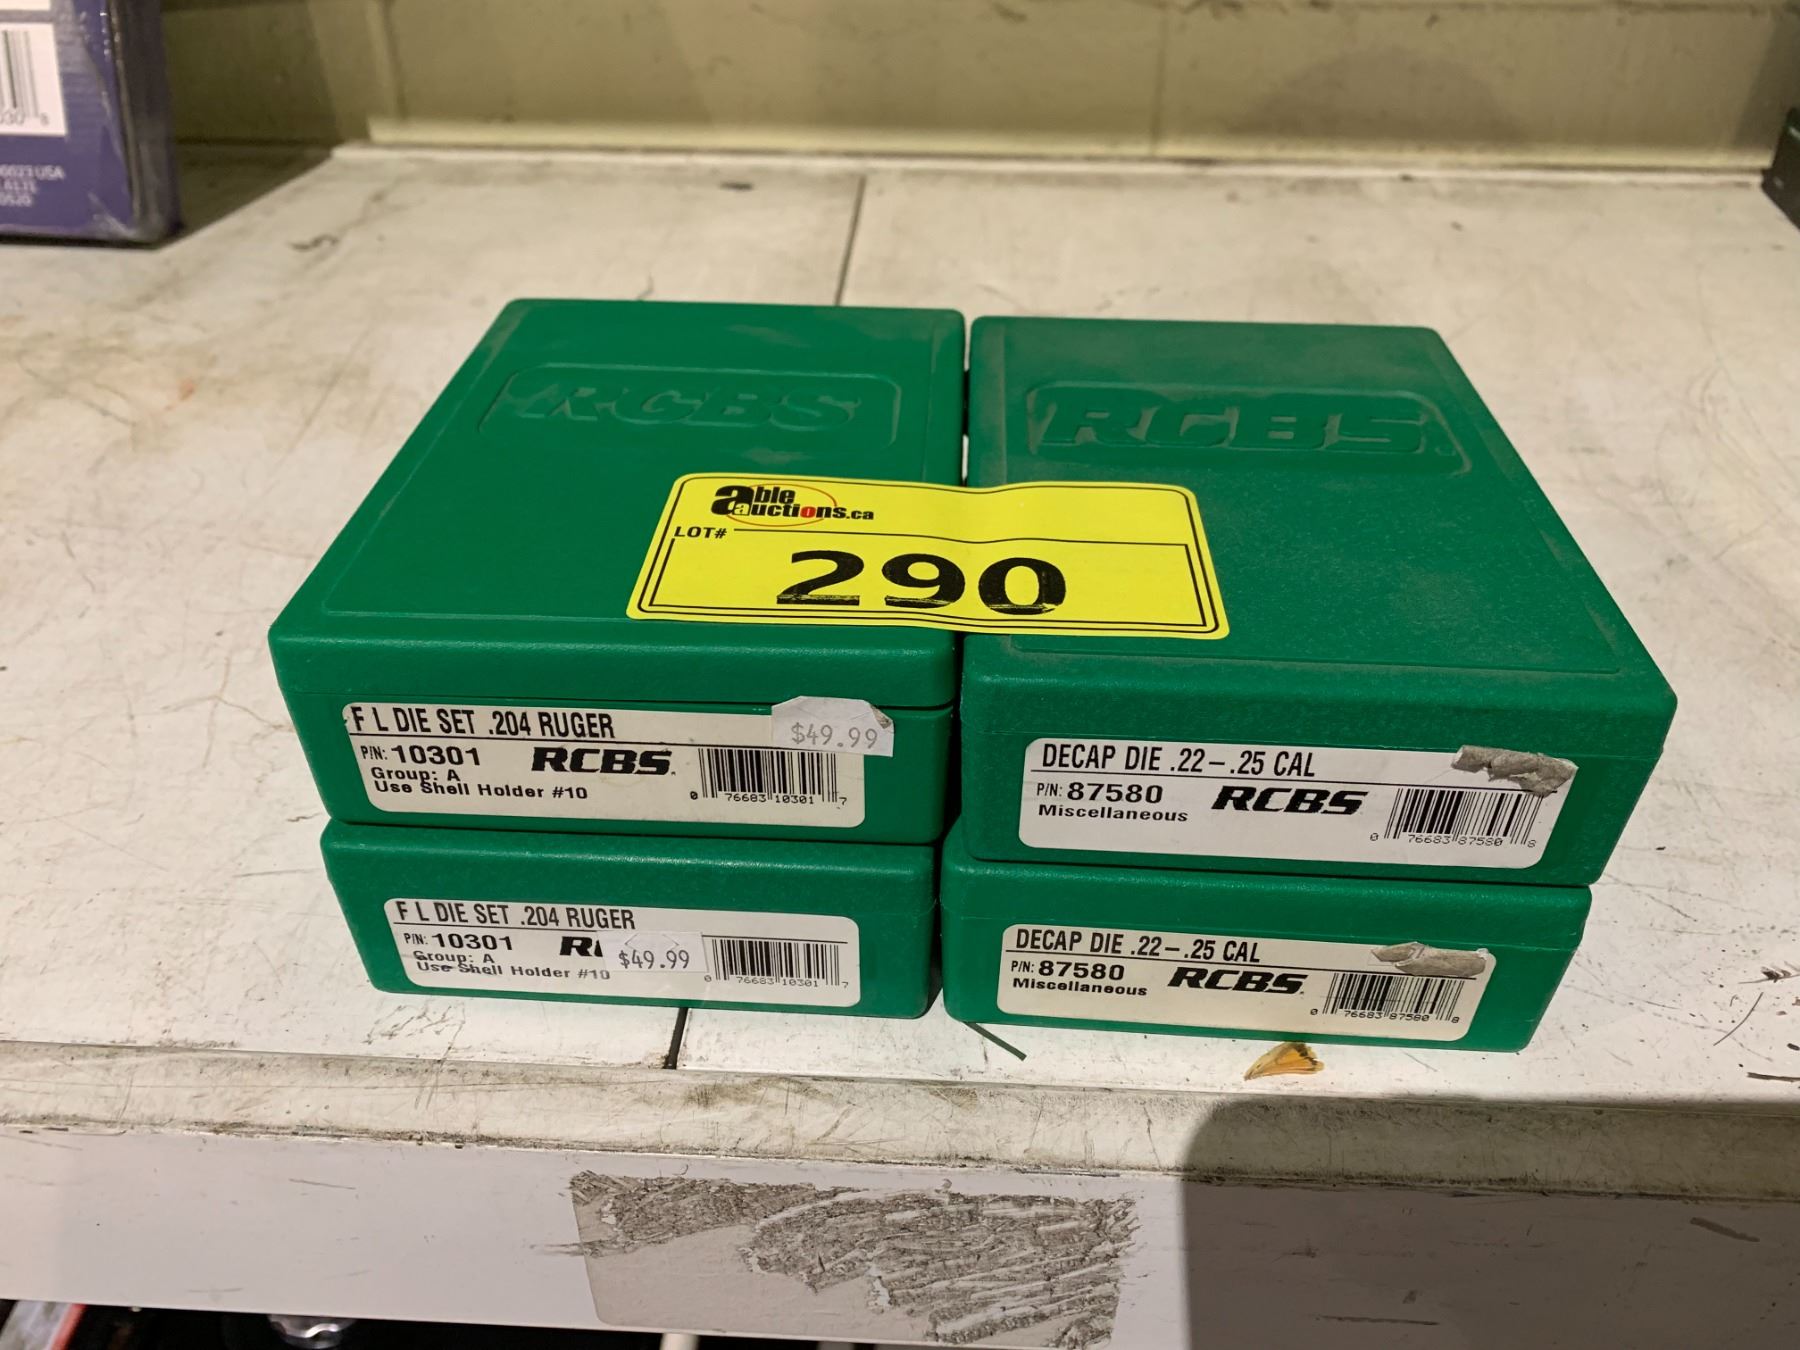 030 8
RCBS
RCBS
able
auctions.ca
LOT#
290
F L DIE SET .204 RUGER
$49.99
P/N: 10301 RCBS
Group: A
Use Shell Holder #10
0 76683 10301 7
DECAP DIE .22-.25 CAL
P/N: 87580 RCBS
Miscellaneous
0 76683 87580 8
F L DIE SET .204 RUGER
P/N: 10301
$49.99
Group: A
Use Shell Holder #10
0 76683 10301 7
DECAP DIE .22-.25 CAL
P/N: 87580 RCBS
Miscellaneous
0 76683 87580 8